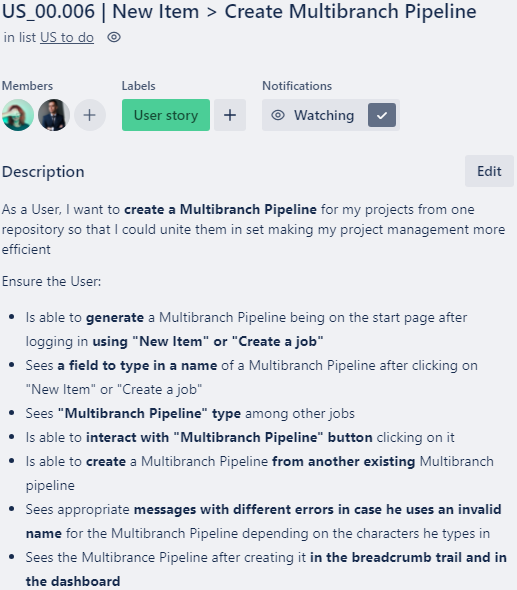 US_00.006 | New Item > Create Multibranch Pipeline
in list US to do
Members
Labels
Notifications
User story
Watching
Description
Edit
As a User, I want to create a Multibranch Pipeline for my projects from one
repository so that I could unite them in set making my project management more
efficient
Ensure the User:
• Is able to generate a Multibranch Pipeline being on the start page after
logging in using "New Item" or "Create a job"
• Sees a field to type in a name of a Multibranch Pipeline after clicking on
"New Item" or "Create a job"
• Sees "Multibranch Pipeline" type among other jobs
• Is able to interact with "Multibranch Pipeline" button clicking on it
• Is able to create a Multibranch Pipeline from another existing Multibranch
pipeline
• Sees appropriate messages with different errors in case he uses an invalid
name for the Multibranch Pipeline depending on the characters he types in
• Sees the Multibrance Pipeline after creating it in the breadcrumb trail and in
the dashboard